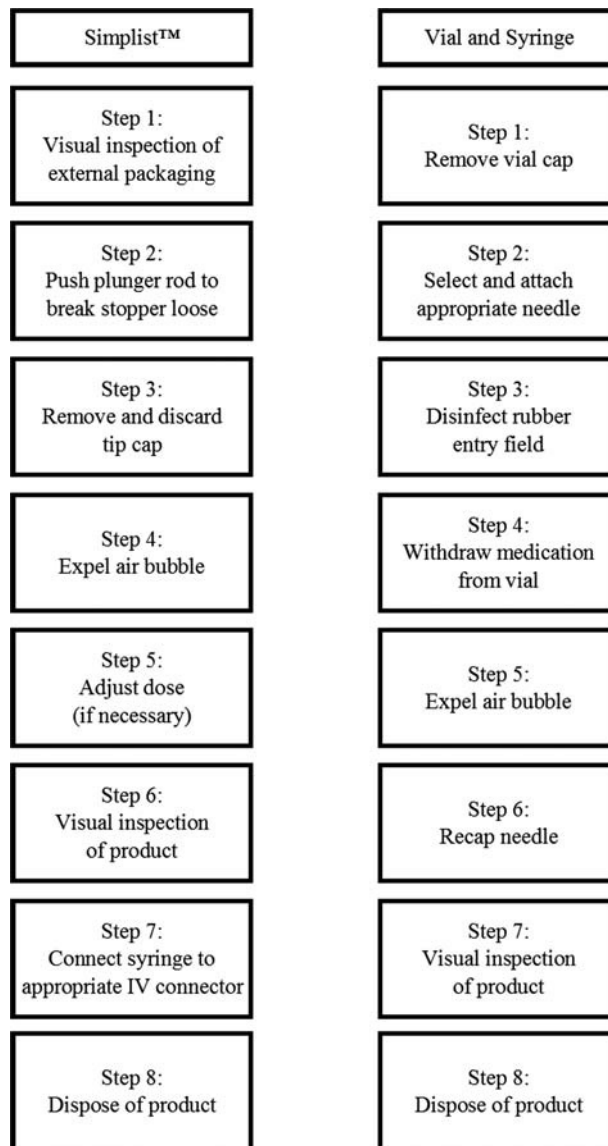 Simplist™
Step 1:
Visual inspection of
external packaging
Step 2:
Push plunger rod to
break stopper loose
Step 3:
Remove and discard
tip cap
Step 4:
Expel air bubble
Step 5:
Adjust dose
(if necessary)
Step 6:
Visual inspection
of product
Step 7:
Connect syringe to
appropriate IV connector
Step 8:
Dispose of product
Vial and Syringe
Step 1:
Remove vial cap
Step 2:
Select and attach
appropriate needle
Step 3:
Disinfect rubber
entry field
Step 4:
Withdraw medication
from vial
Step 5:
Expel air bubble
Step 6:
Recap needle
Step 7:
Visual inspection
of product
Step 8:
Dispose of product